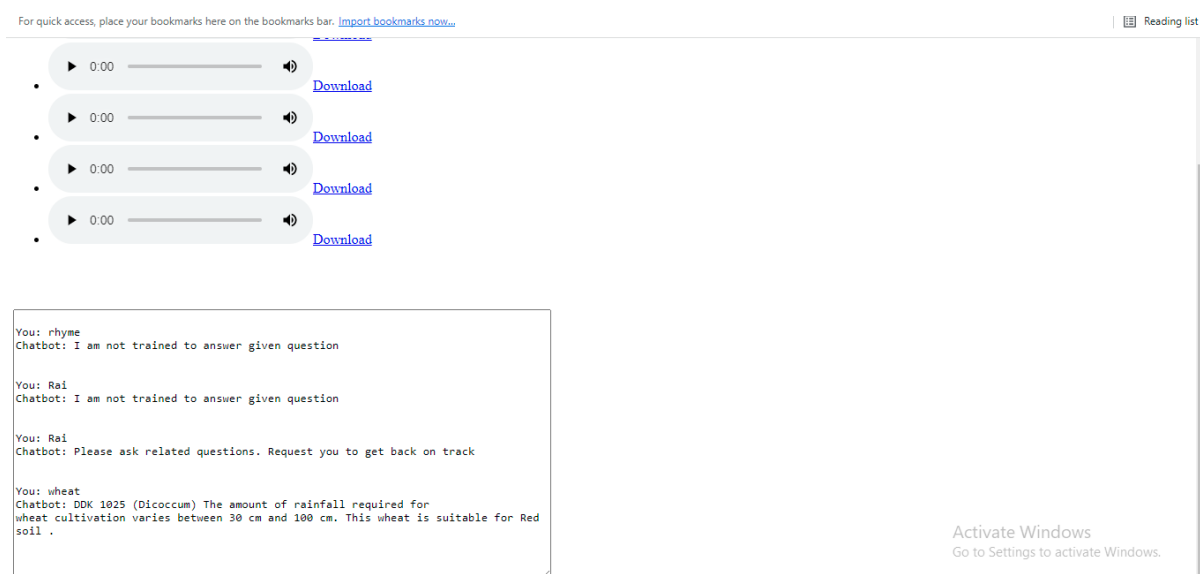 For quick access, place your bookmarks here on the bookmarks bar. Import bookmarks now...
Reading list
0:00
Download
0:00
Download
0:00
Download
0:00
Download
You: rhyme
Chatbot: I am not trained to answer given question
You: Rai
Chatbot: I am not trained to answer given question
You: Rai
Chatbot: Please ask related questions. Request you to get back on track
You: wheat
Chatbot: DDK 1025 (Dicoccum) The amount of rainfall required for
wheat cultivation varies between 30 cm and 100 cm. This wheat is suitable for Red
soil .
Activate Windows
Go to Settings to activate Windows.